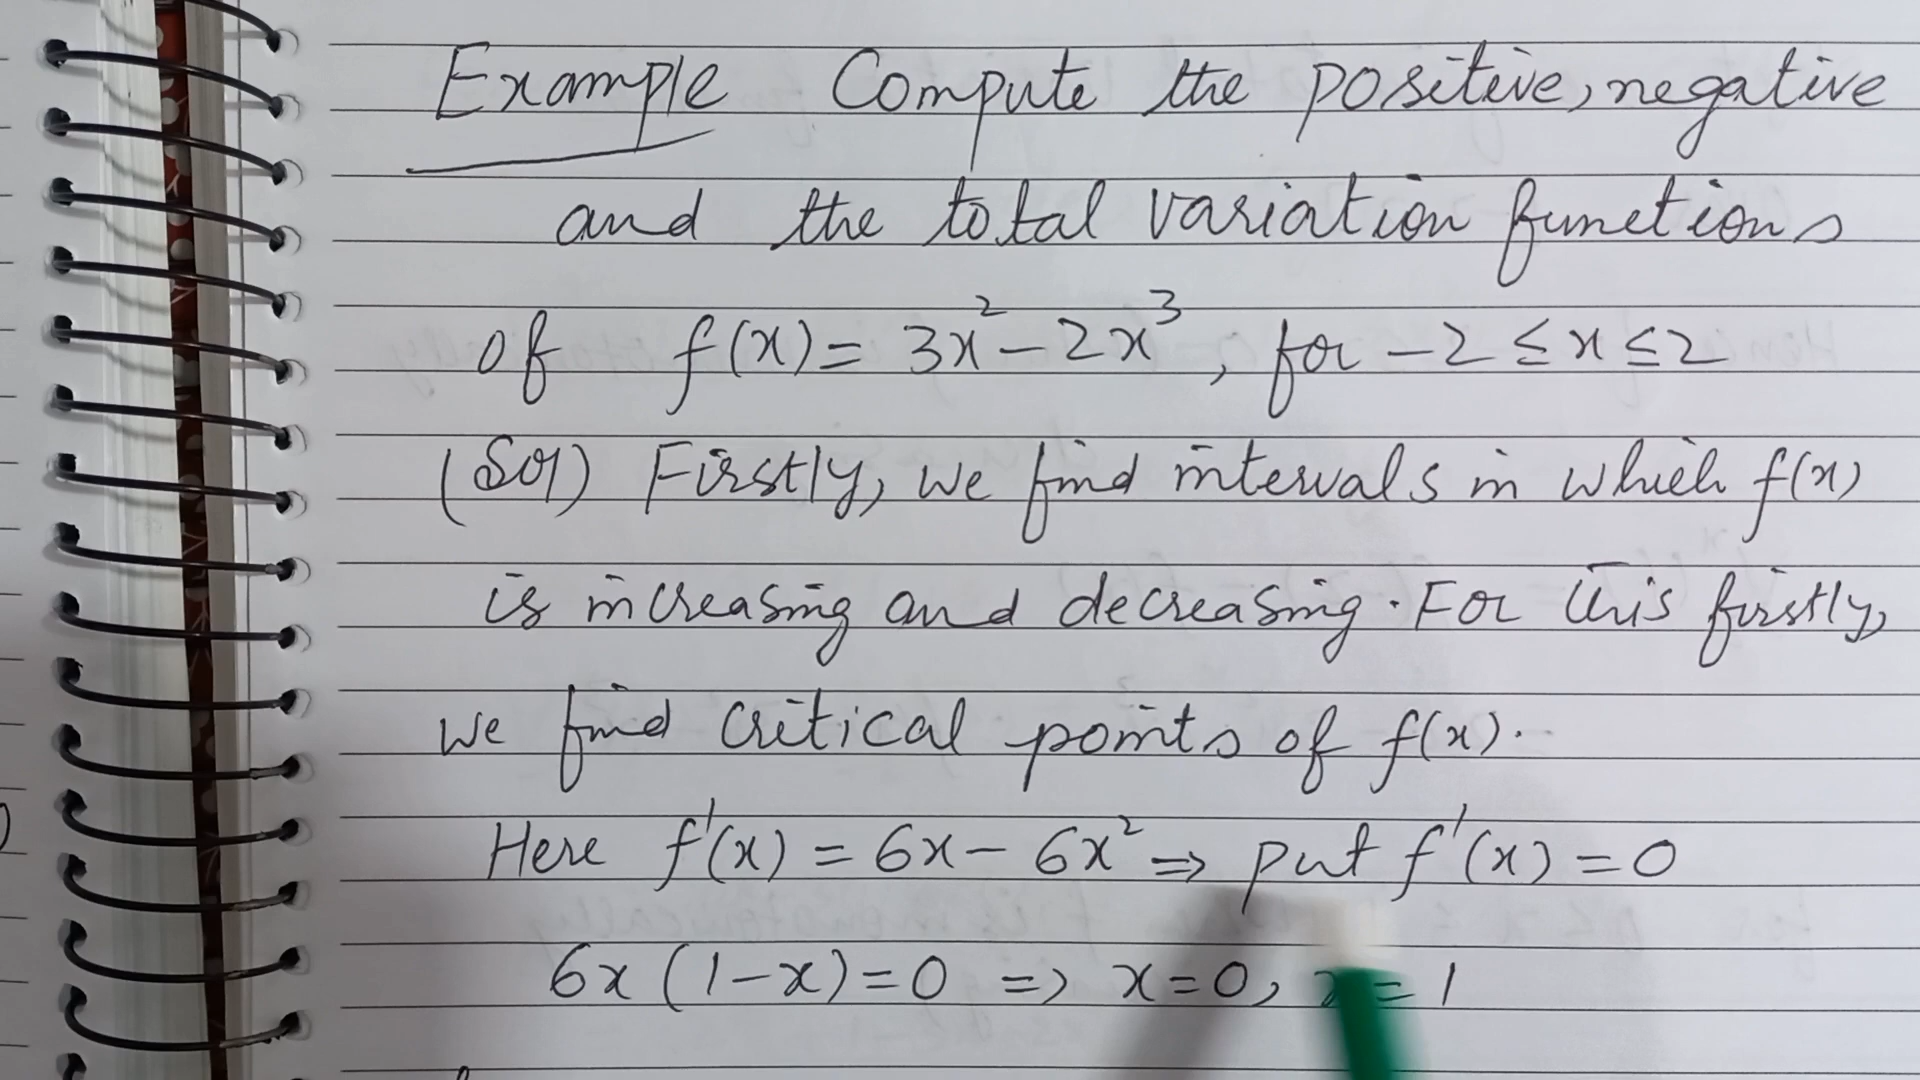 Example Compute the positive, negative
and the total variation functions
of f(x) = 3x² - 2x³, for -2 ≤ x ≤ 2
(Sol) Firstly, we find intervals in which f(x)
is increasing and decreasing. For this firstly,
we find critical points of f(x).
Here f'(x) = 6x - 6x² ⇒ put f'(x) = 0
6x (1-x) = 0 ⇒ x=0, x=1